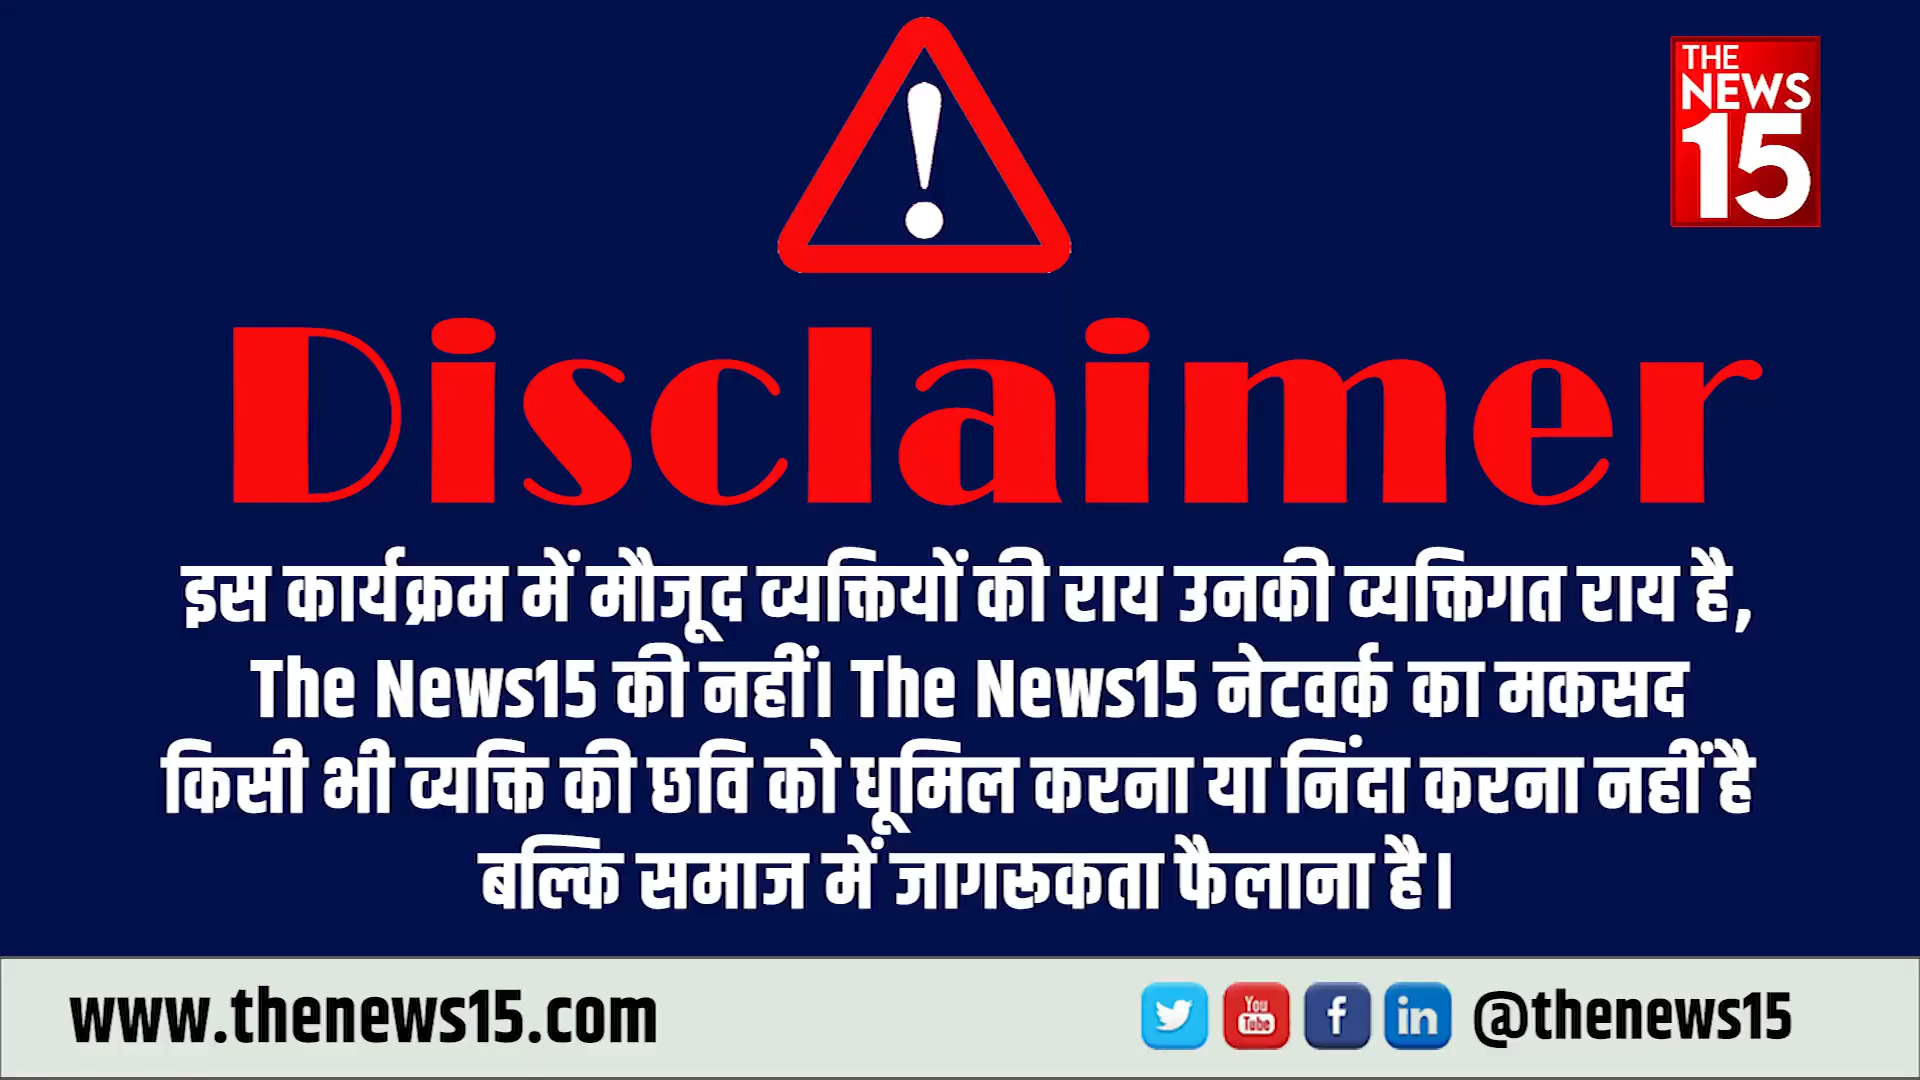 THE
NEWS
15
Disclaimer
इस कार्यक्रम में मौजूद व्यक्तियों की राय उनकी व्यक्तिगत राय है,
The News15 की नहीं। The News15 नेटवर्क का मकसद
किसी भी व्यक्ति की छवि को धूमिल करना या निंदा करना नहीं है
बल्कि समाज में जागरूकता फैलाना है।
www.thenews15.com
You
Tube
f
in
@thenews15